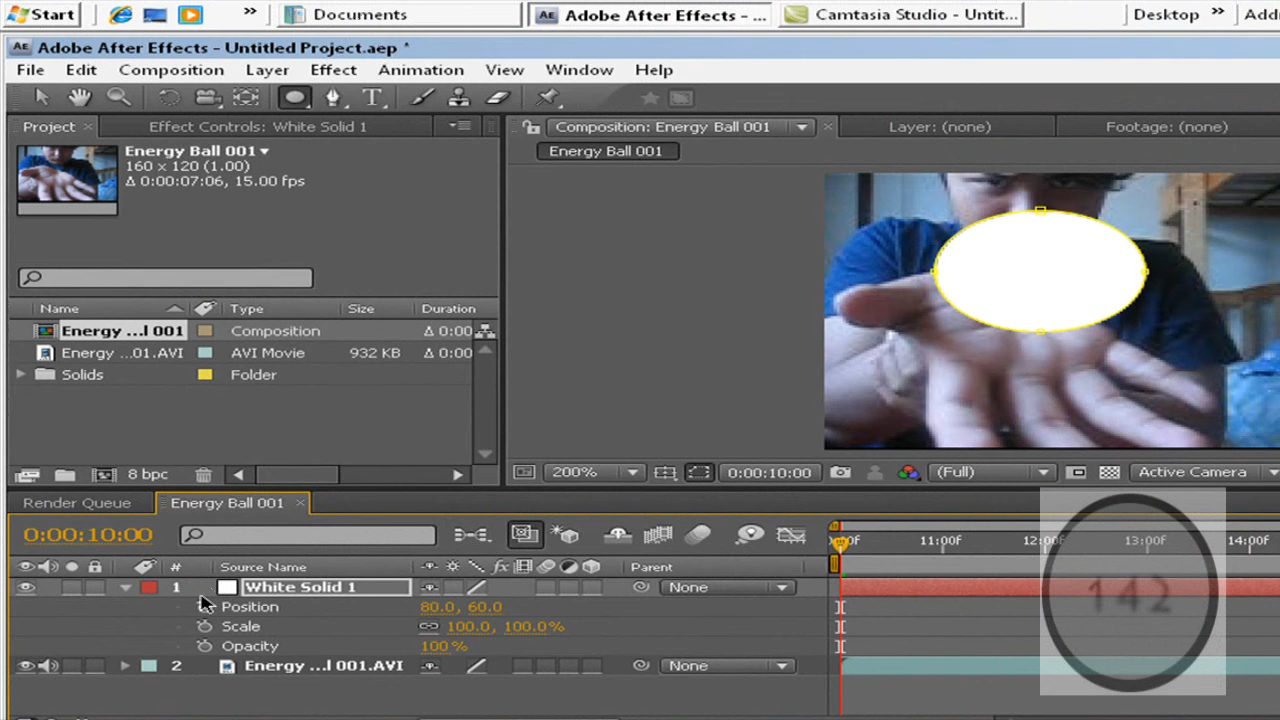 Start
Documents
Adobe After Effects - ...
Camtasia Studio - Untit...
Desktop
Add
AE Adobe After Effects - Untitled Project.aep *
File Edit Composition Layer Effect Animation View Window Help
Project × Effect Controls: White Solid 1
Composition: Energy Ball 001 × Layer: (none) Footage: (none)
Energy Ball 001
Energy Ball 001
160 x 120 (1.00)
Δ 0:00:07:06, 15.00 fps
Name Type Size Duration
Energy ...l 001 Composition Δ 0:00
Energy ...01.AVI AVI Movie 932 KB Δ 0:00
Solids Folder
8 bpc
200% 0:00:10:00 (Full) Active Camera
Render Queue Energy Ball 001 ×
0:00:10:00
:00F 11:00F 12:00F 13:00F 14:00F
# Source Name fx Parent
1 White Solid 1 None
Position 80.0, 60.0
Scale 100.0, 100.0%
Opacity 100%
2 Energy ...l 001.AVI None
142